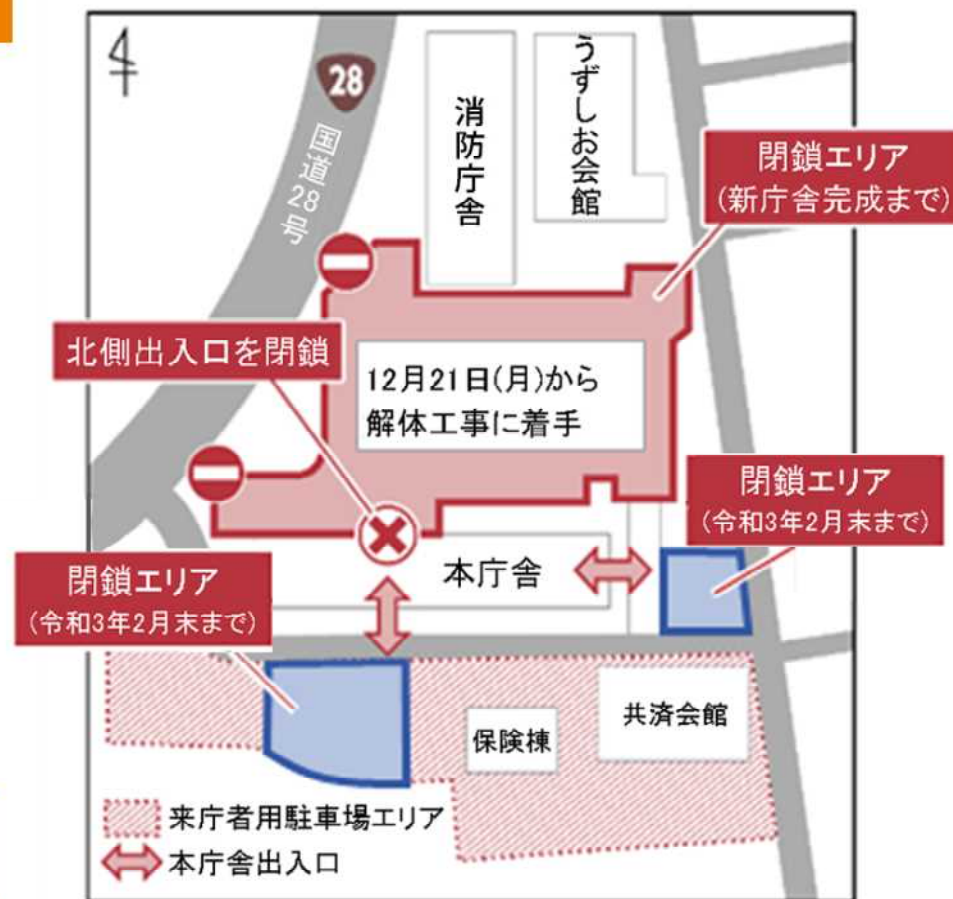 28
国道28号
消防庁舎
うずしお会館
閉鎖エリア
(新庁舎完成まで)
北側出入口を閉鎖
12月21日(月)から
解体工事に着手
閉鎖エリア
(令和3年2月末まで)
本庁舎
閉鎖エリア
(令和3年2月末まで)
保険棟
共済会館
来庁者用駐車場エリア
本庁舎出入口